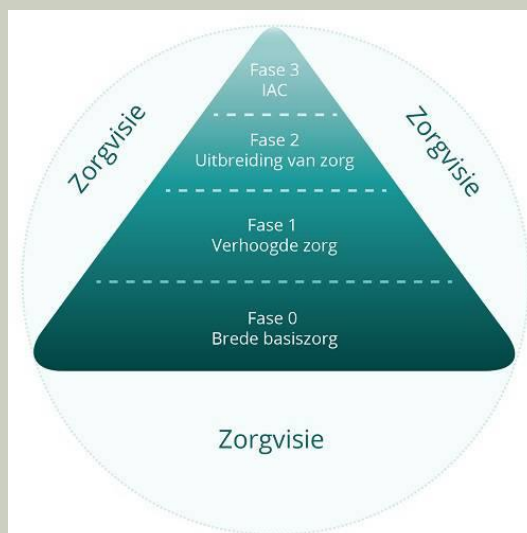 Fase 3
IAC
Zorgvisie
Zorgvisie
Fase 2
Uitbreiding van zorg
Fase 1
Verhoogde zorg
Fase 0
Brede basiszorg
Zorgvisie